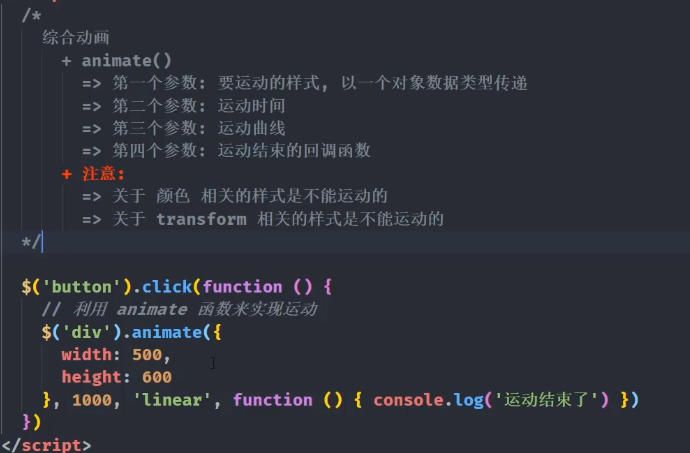 /*
综合动画
+ animate()
=> 第一个参数: 要运动的样式, 以一个对象数据类型传递
=> 第二个参数: 运动时间
=> 第三个参数: 运动曲线
=> 第四个参数: 运动结束的回调函数
+ 注意:
=> 关于 颜色 相关的样式是不能运动的
=> 关于 transform 相关的样式是不能运动的
*/
$('button').click(function () {
// 利用 animate 函数来实现运动
$('div').animate({
width: 500,
height: 600
}, 1000, 'linear', function () { console.log('运动结束了') })
})
</script>